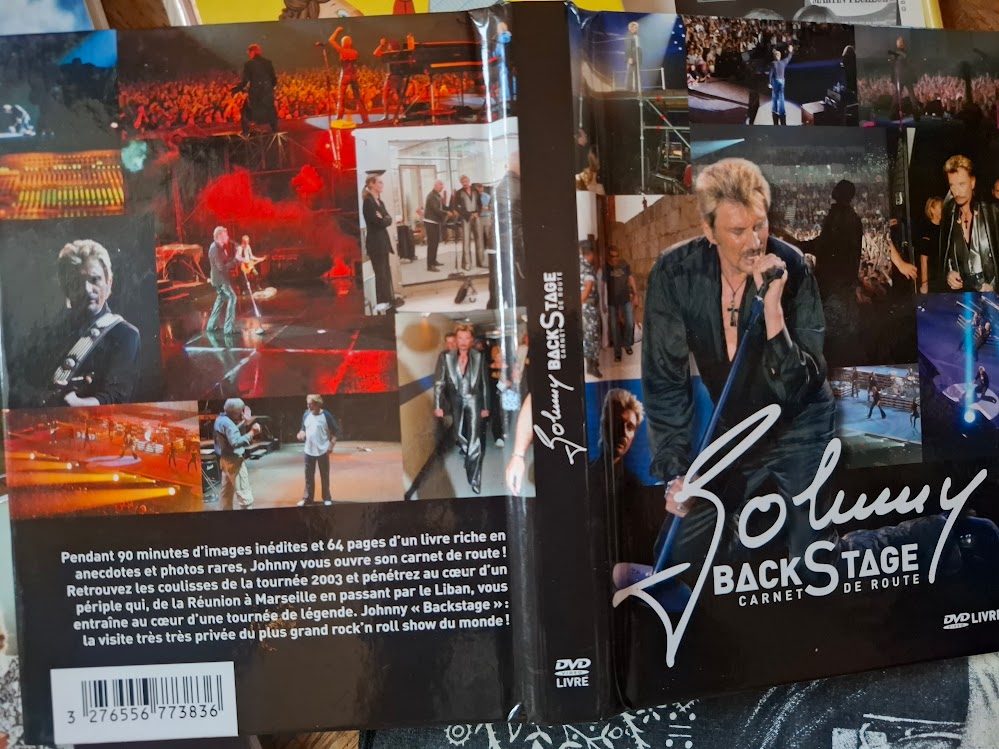 Pendant 90 minutes d'images inédites et 64 pages d'un livre riche en
anecdotes et photos rares, Johnny vous ouvre son carnet de route !
Retrouvez les coulisses de la tournée 2003 et pénétrez au cœur d'un
périple qui, de la Réunion à Marseille en passant par le Liban, vous
entraîne au cœur d'une tournée de légende. Johnny « Backstage » :
la visite très très privée du plus grand rock'n roll show du monde !
3 276556 773836
Johnny
BACKSTAGE
CARNET DE ROUTE
DVD
VIDEO
LIVRE
Johnny
BACKSTAGE
CARNET DE ROUTE
DVD LIVRE
VIDEO